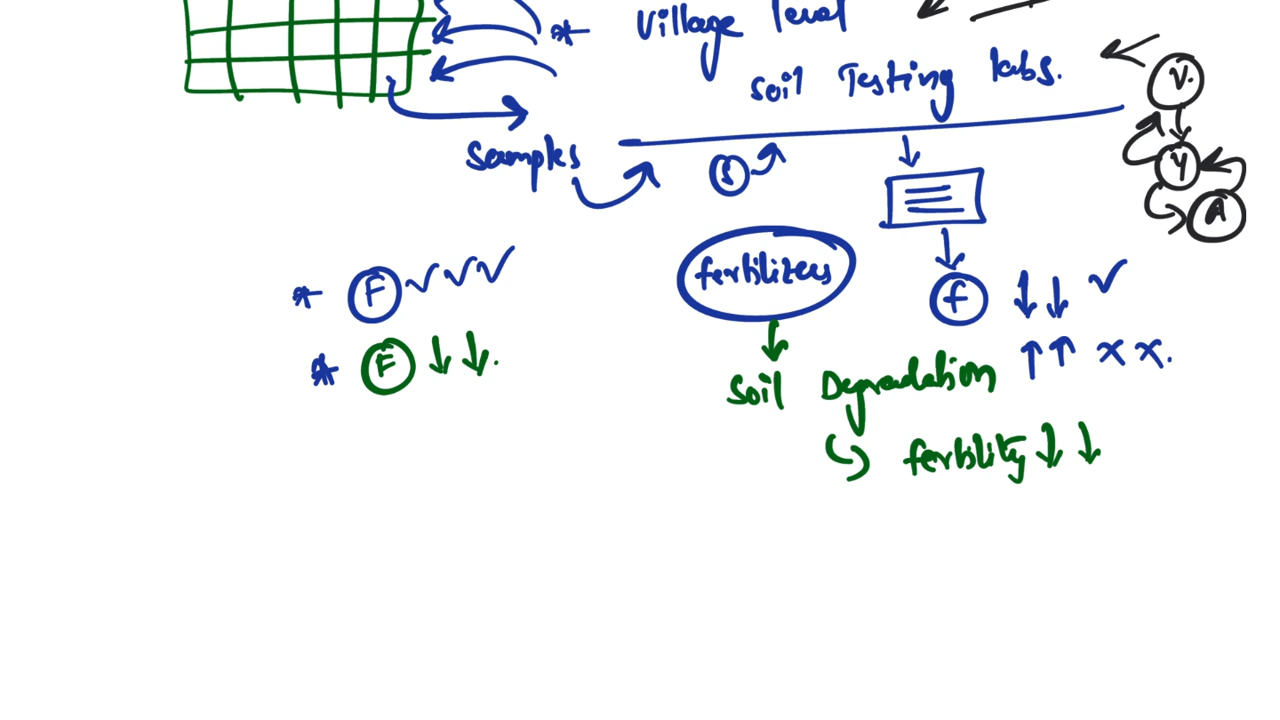 * Village level
Soil Testing labs.
V.
Samples
S
Y
A
fertilizers
* F ✓✓✓
f ↓↓ ✓
* F ↓↓.
↑↑ x x.
Soil Degradation
fertility ↓↓